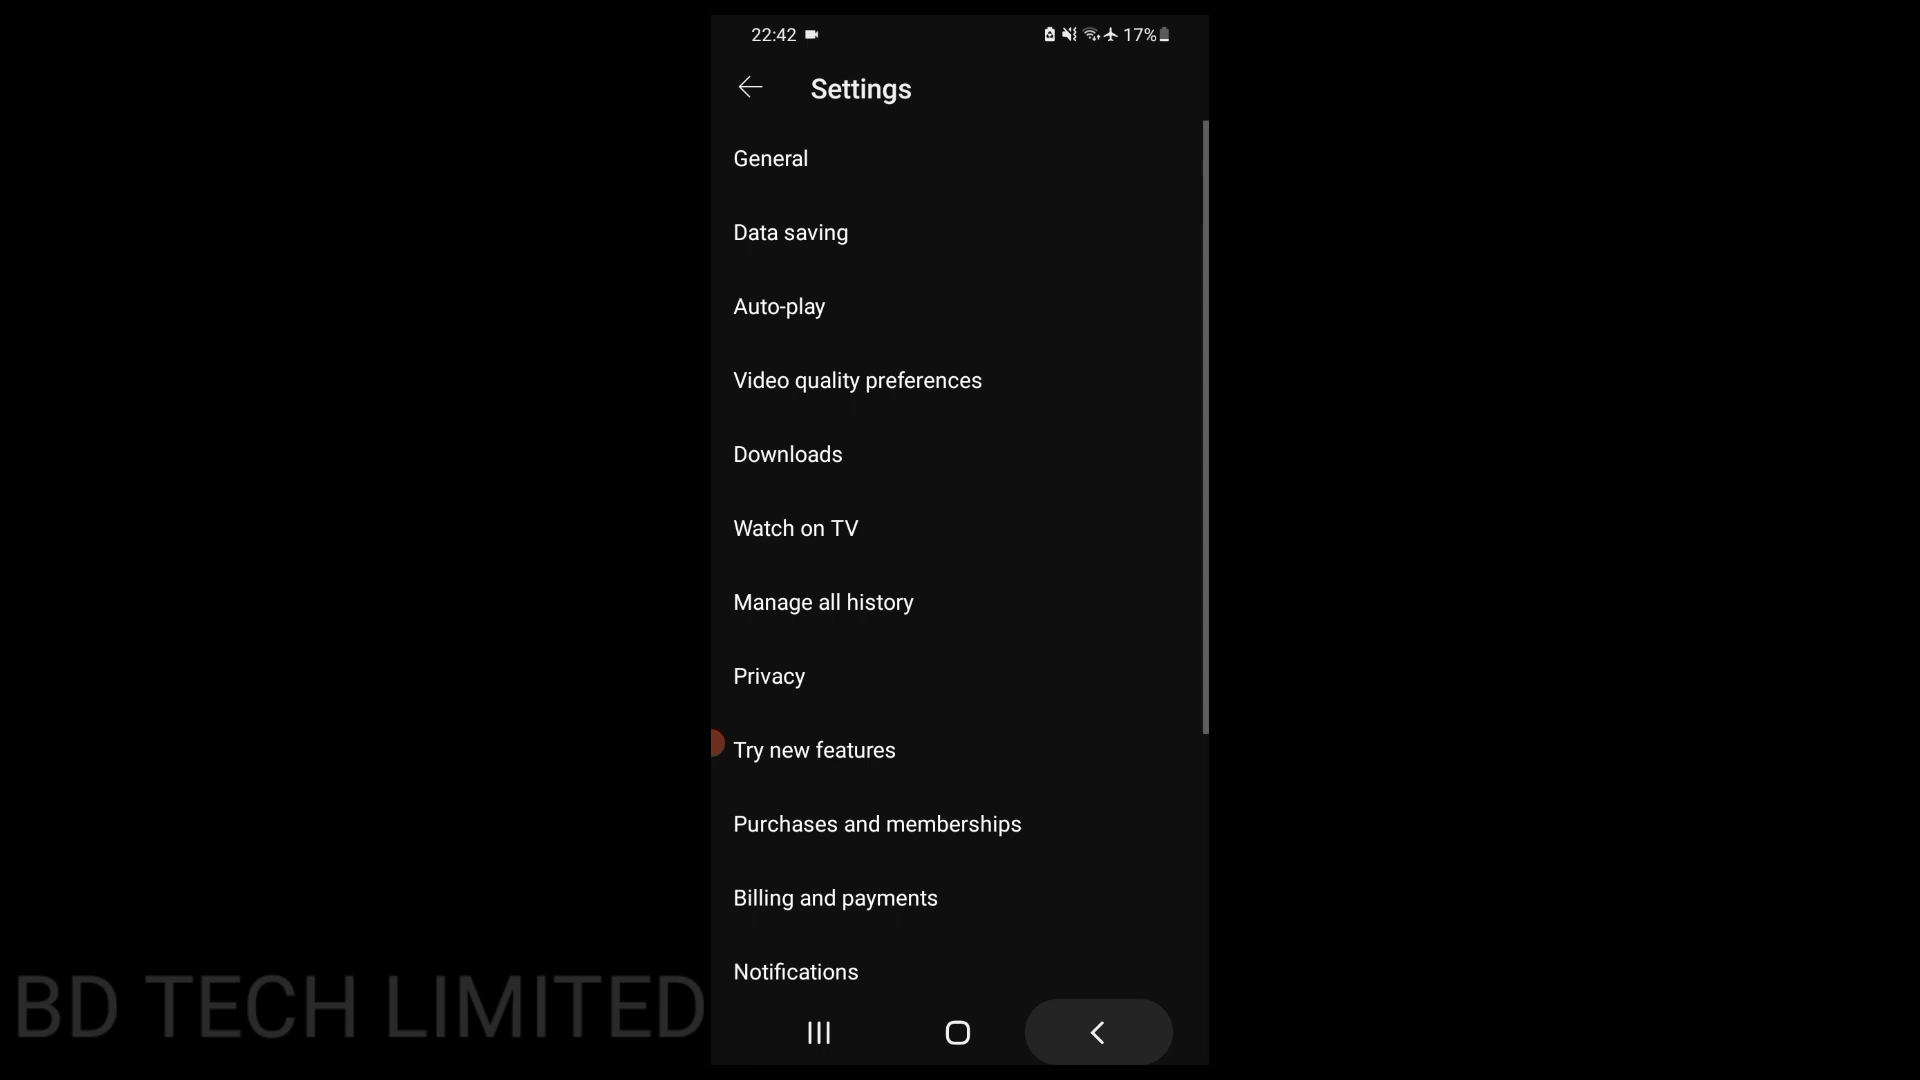 22:42
17%
Settings
General
Data saving
Auto-play
Video quality preferences
Downloads
Watch on TV
Manage all history
Privacy
Try new features
Purchases and memberships
Billing and payments
Notifications
BD TECH LIMITED